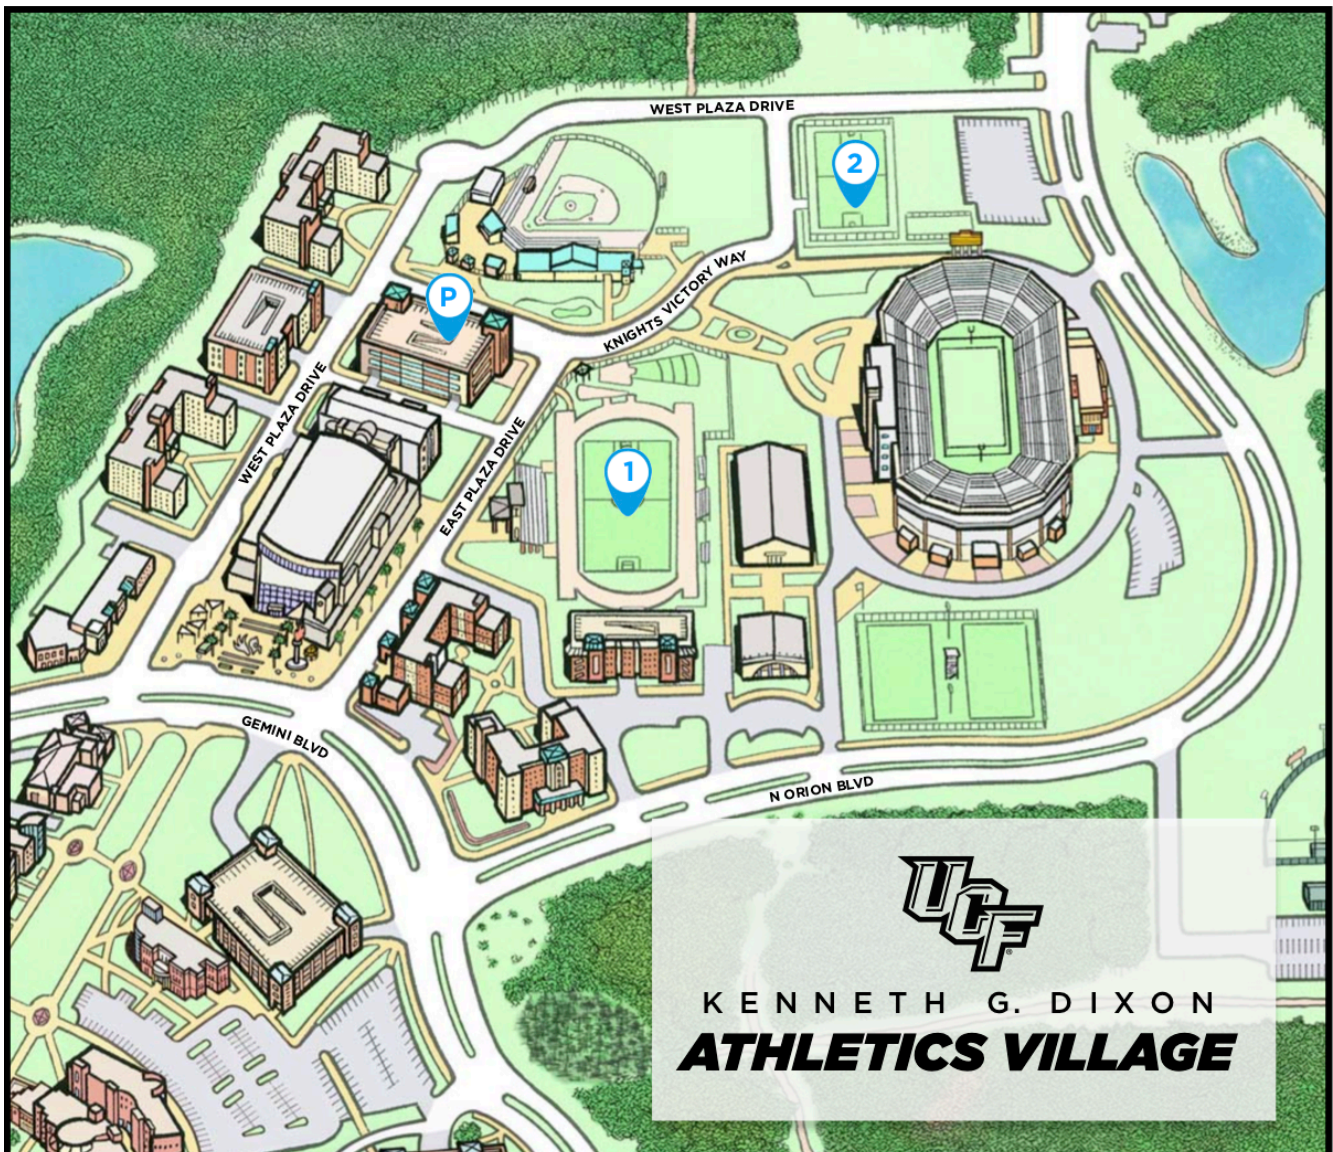 WEST PLAZA DRIVE
2
KNIGHTS VICTORY WAY
P
WEST PLAZA DRIVE
EAST PLAZA DRIVE
1
GEMINI BLVD
N ORION BLVD
UCF
KENNETH G. DIXON
ATHLETICS VILLAGE